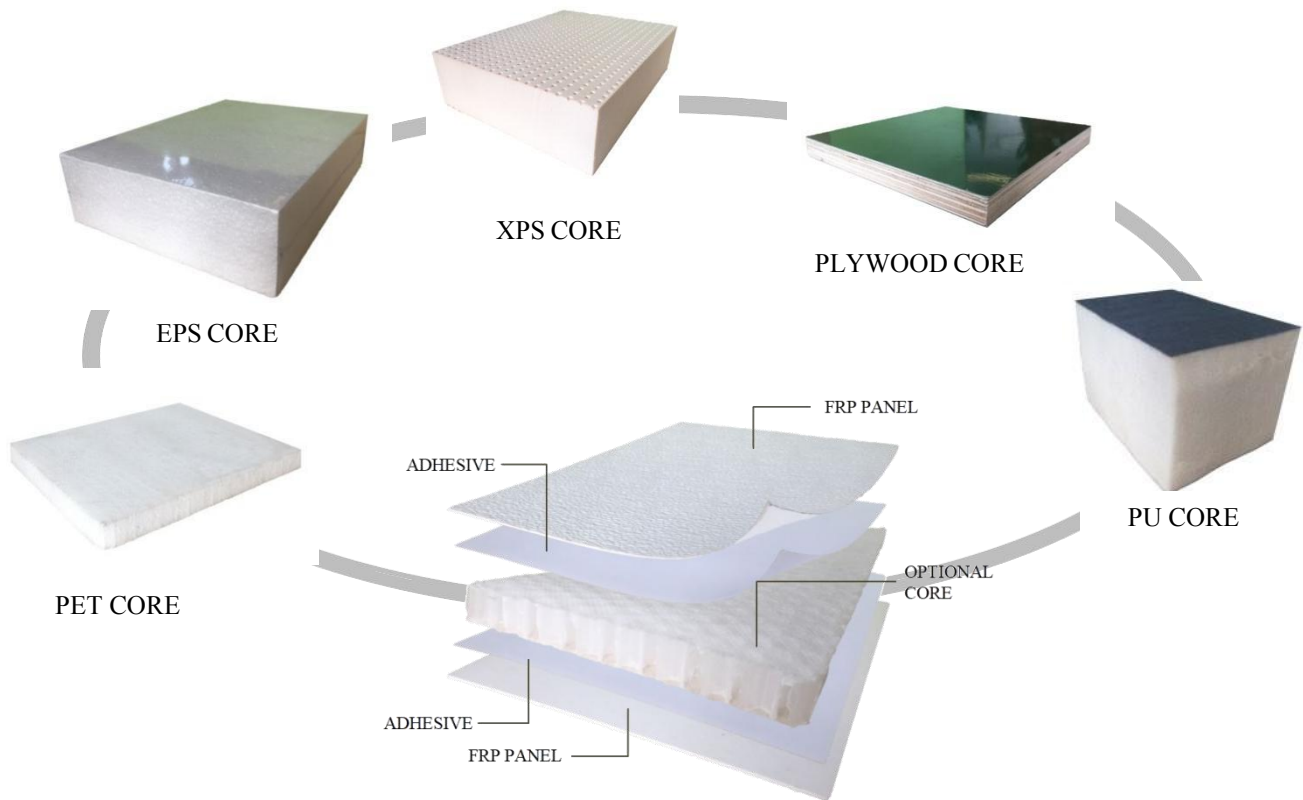 XPS CORE
PLYWOOD CORE
EPS CORE
FRP PANEL
ADHESIVE
PU CORE
OPTIONAL
CORE
PET CORE
ADHESIVE
FRP PANEL